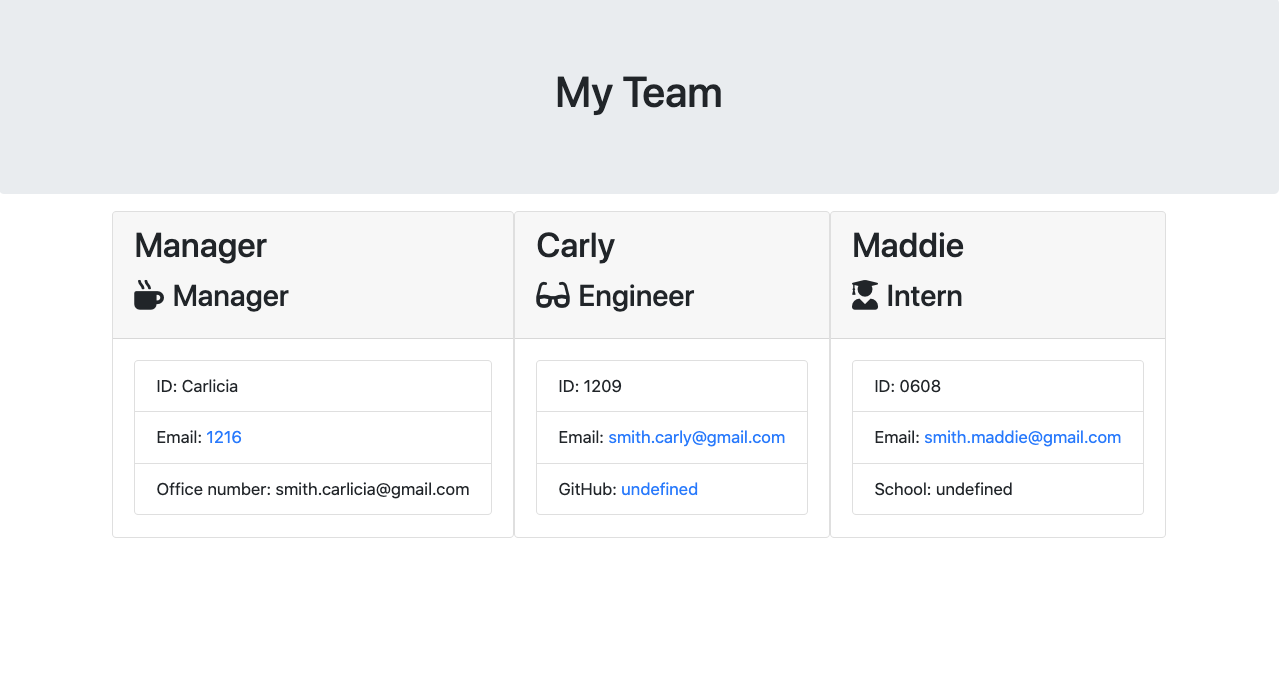 My Team
Manager
Manager
ID: Carlicia
Email: 1216
Office number: smith.carlicia@gmail.com
Carly
Engineer
ID: 1209
Email: smith.carly@gmail.com
GitHub: undefined
Maddie
Intern
ID: 0608
Email: smith.maddie@gmail.com
School: undefined